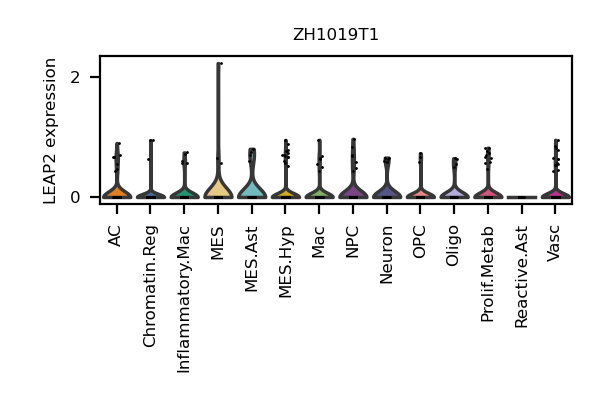 ZH1019T1
LEAP2 expression
2
0
AC
Chromatin.Reg
Inflammatory.Mac
MES
MES.Ast
MES.Hyp
Mac
NPC
Neuron
OPC
Oligo
Prolif.Metab
Reactive.Ast
Vasc